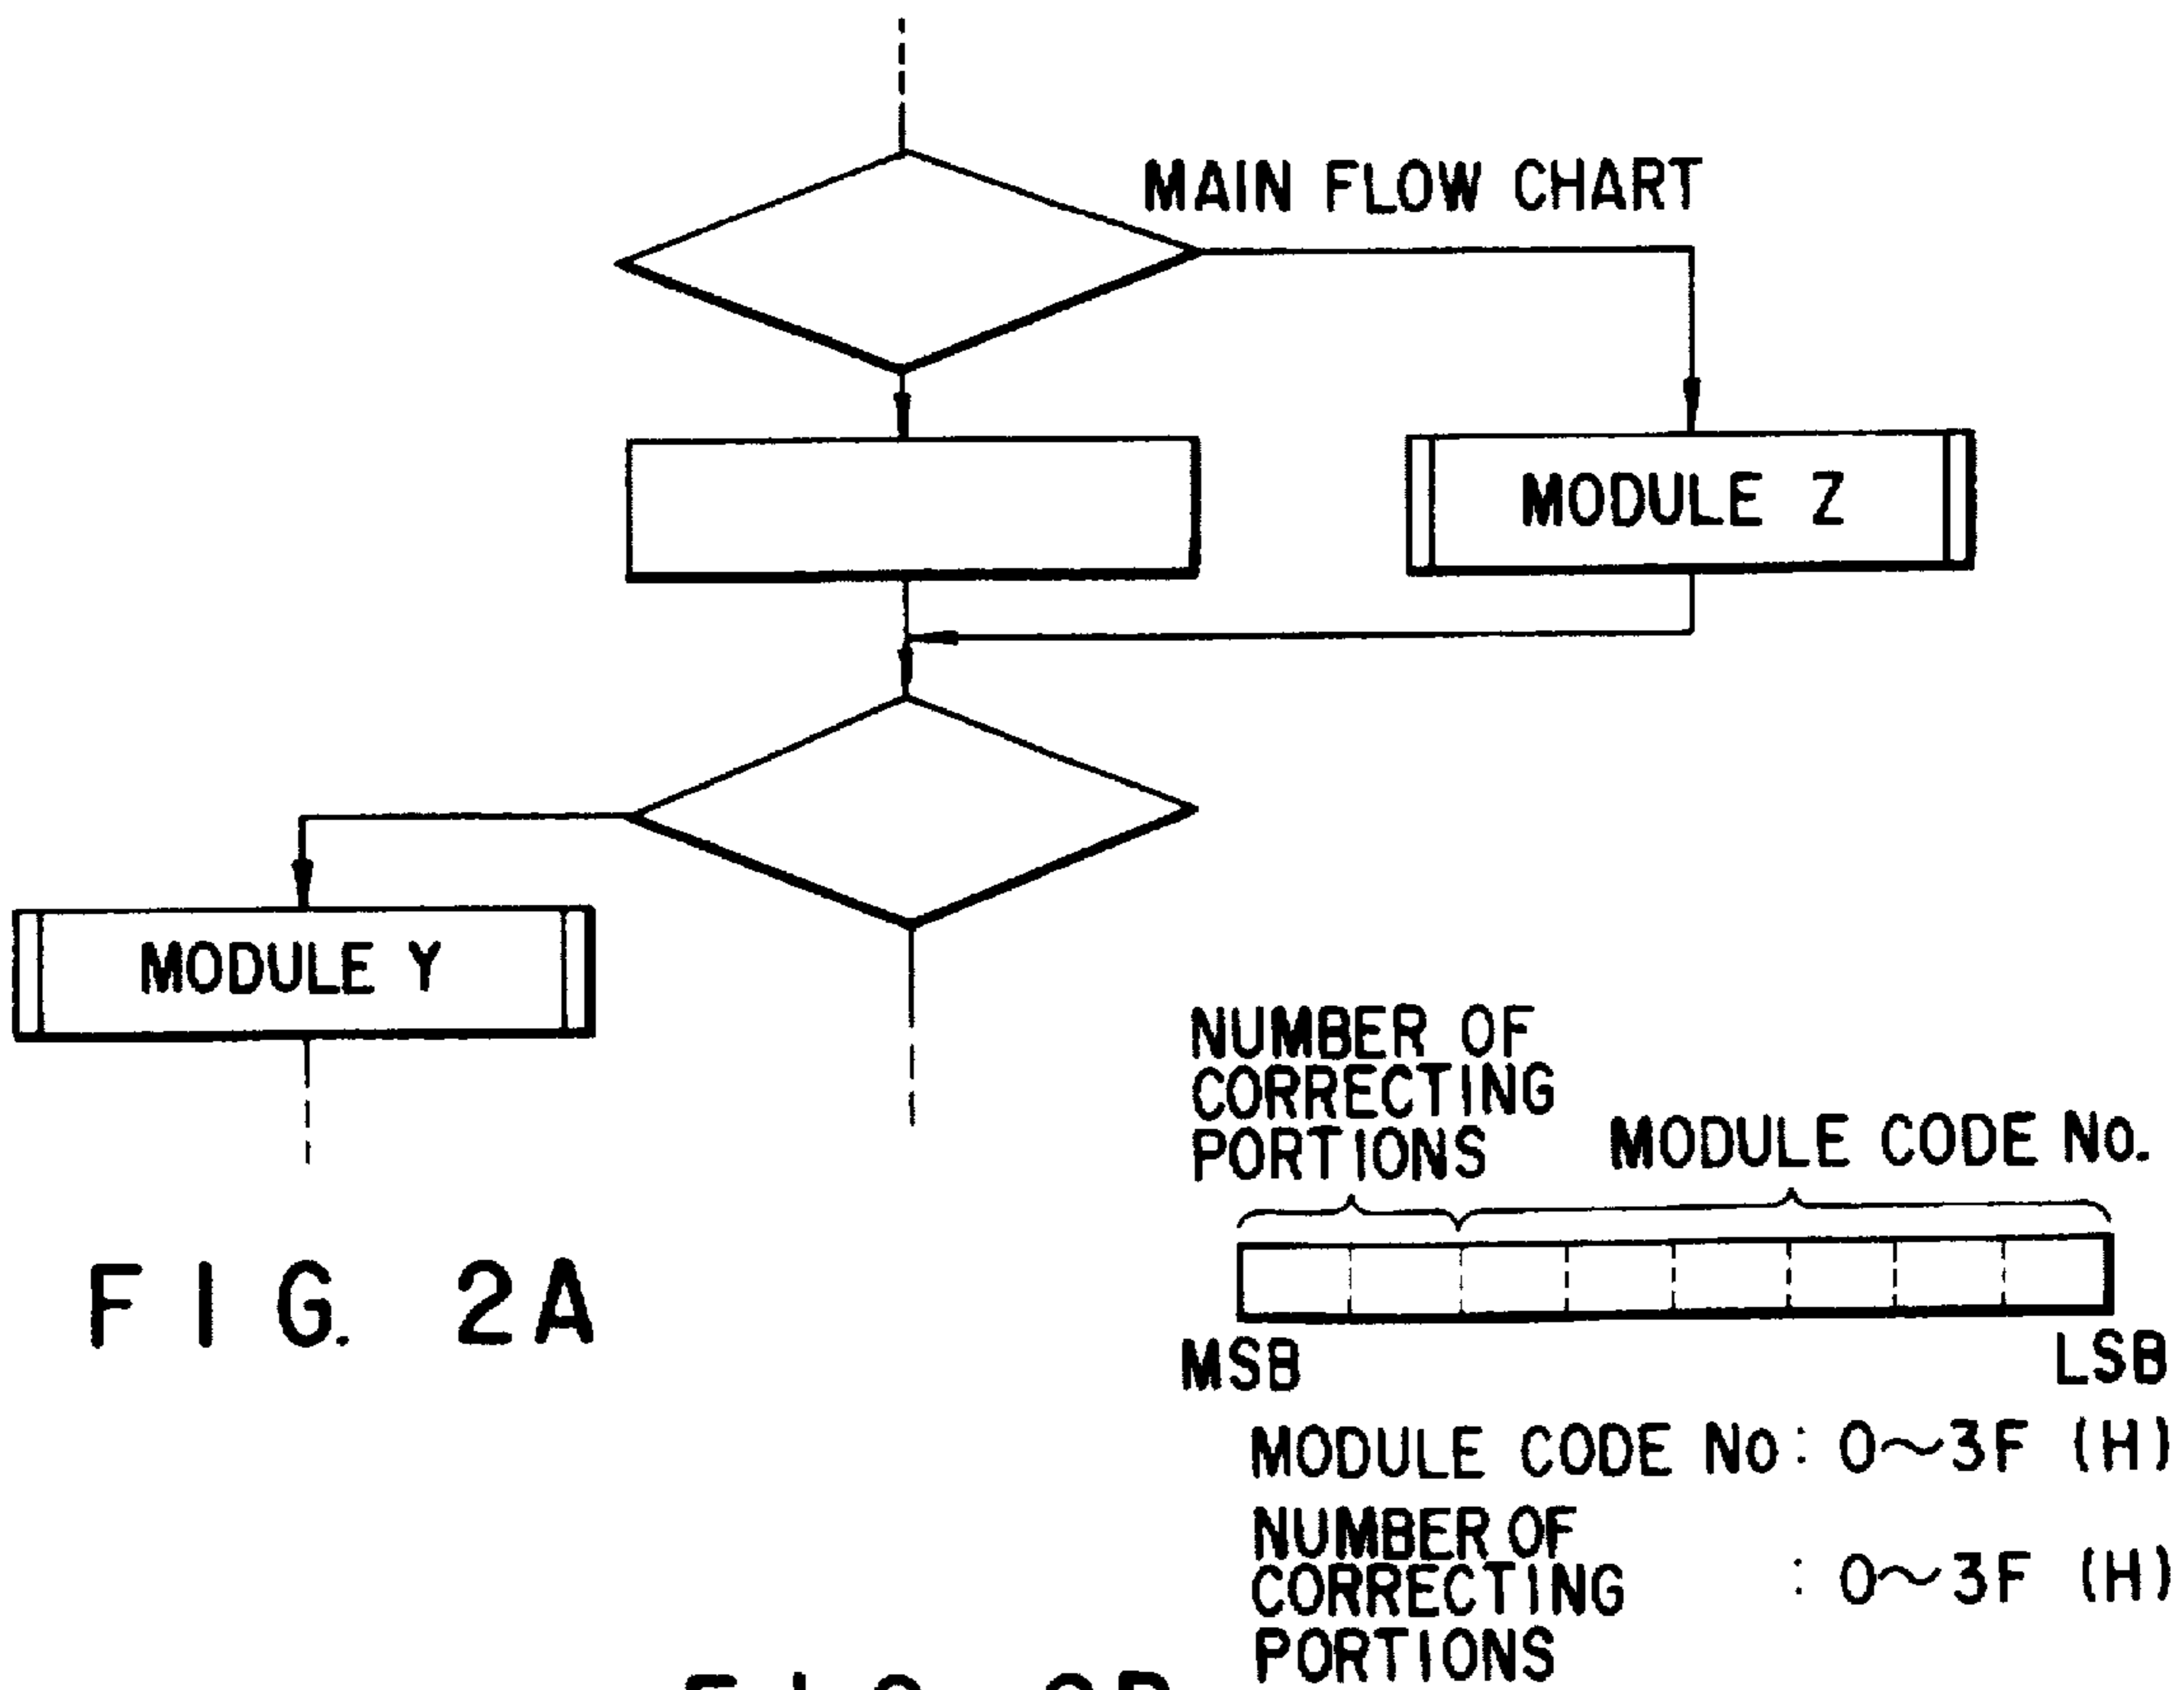 MAIN FLOW CHART
MODULE Z
MODULE Y
NUMBER OF
CORRECTING
PORTIONS
MODULE CODE No.
FIG. 2A
MSB
LSB
MODULE CODE No: 0~3F (H)
NUMBER OF
CORRECTING : 0~3F (H)
PORTIONS